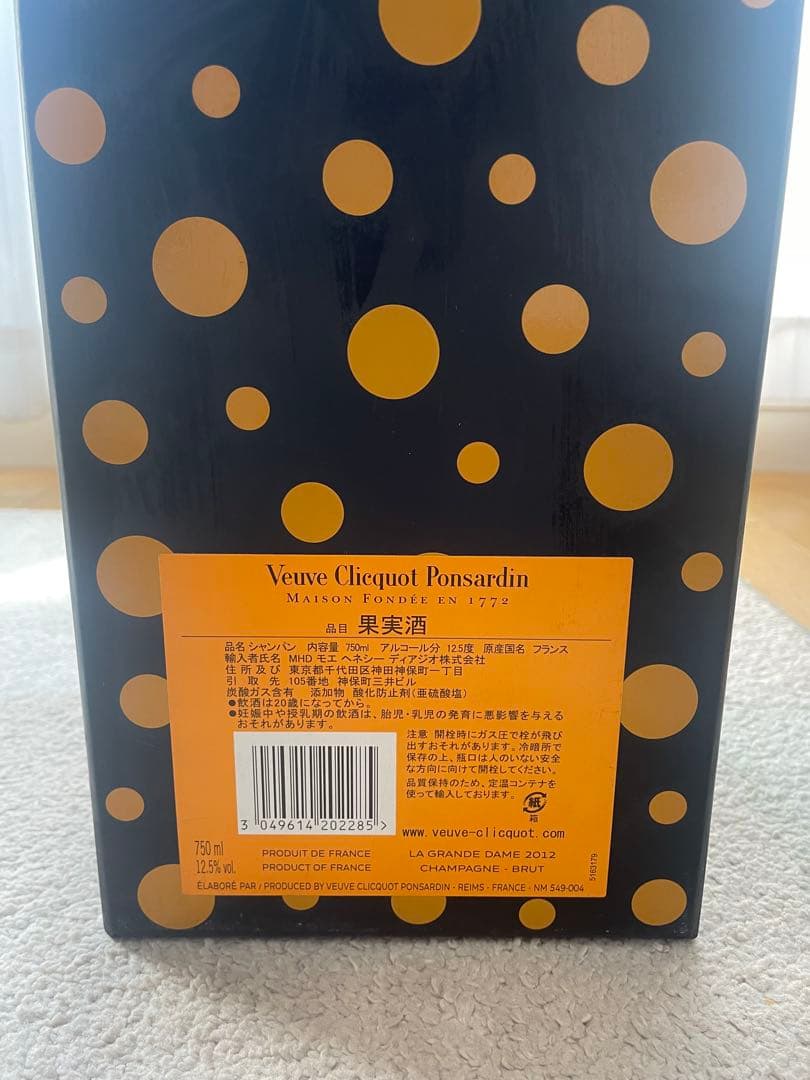 Veuve Clicquot Ponsardin
MAISON FONDÉE EN 1772
品目 果実酒
品名 シャンパン 内容量 750ml アルコール分 12.5度 原産国名 フランス
輸入者氏名 MHD モエ ヘネシー ディアジオ株式会社
住所及び 東京都千代田区神田神保町一丁目
引取先 105番地 神保町三井ビル
炭酸ガス含有 添加物 酸化防止剤(亜硫酸塩)
●飲酒は20歳になってから。
●妊娠中や授乳期の飲酒は、胎児・乳児の発育に悪影響を与える
おそれがあります。
注意 開栓時にガス圧で栓が飛び
出すおそれがあります。冷暗所で
保存の上、瓶口は人のいない安全
な方向に向けて開栓してください。
品質保持のため、定温コンテナを
使って輸入しております。
紙
箱
3 049614 202285 >
www.veuve-clicquot.com
750 ml
12.5% vol.
PRODUIT DE FRANCE
PRODUCT OF FRANCE
LA GRANDE DAME 2012
CHAMPAGNE - BRUT
ÉLABORÉ PAR / PRODUCED BY VEUVE CLICQUOT PONSARDIN - REIMS - FRANCE - NM 549-004
5163179